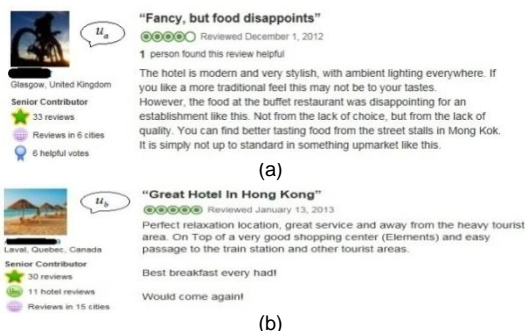 “Fancy, but food disappoints”
uₐ
Reviewed December 1, 2012
1 person found this review helpful
The hotel is modern and very stylish, with ambient lighting everywhere. If
you like a more traditional feel this may not be to your tastes.
However, the food at the buffet restaurant was disappointing for an
establishment like this. Not from the lack of choice, but from the lack of
quality. You can find better tasting food from the street stalls in Mong Kok.
It is simply not up to standard in something upmarket like this.
Glasgow, United Kingdom
Senior Contributor
33 reviews
Reviews in 6 cities
6 helpful votes
(a)
“Great Hotel In Hong Kong”
u_b
Reviewed January 13, 2013
Perfect relaxation location, great service and away from the heavy tourist
area. On Top of a very good shopping center (Elements) and easy
passage to the train station and other tourist areas.
Best breakfast every had!
Would come again!
Laval, Quebec, Canada
Senior Contributor
30 reviews
11 hotel reviews
Reviews in 15 cities
(b)